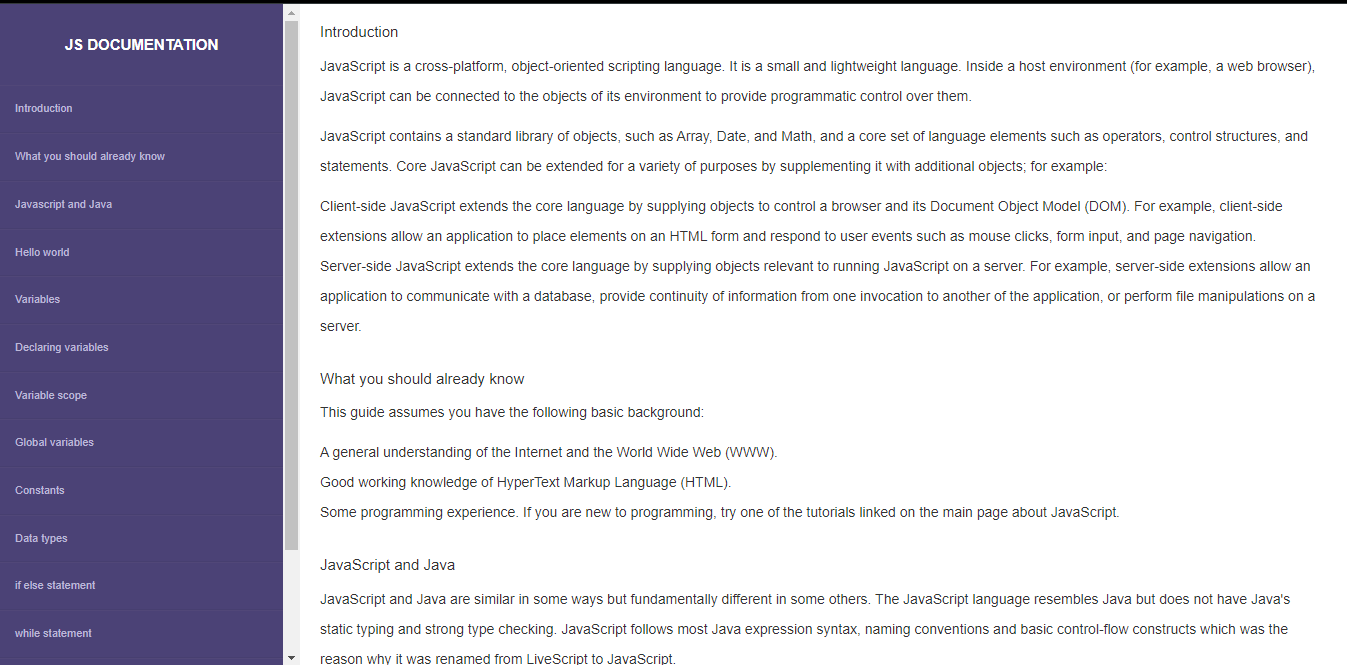 JS DOCUMENTATION
Introduction
What you should already know
Javascript and Java
Hello world
Variables
Declaring variables
Variable scope
Global variables
Constants
Data types
if else statement
while statement
Introduction
JavaScript is a cross-platform, object-oriented scripting language. It is a small and lightweight language. Inside a host environment (for example, a web browser),
JavaScript can be connected to the objects of its environment to provide programmatic control over them.
JavaScript contains a standard library of objects, such as Array, Date, and Math, and a core set of language elements such as operators, control structures, and
statements. Core JavaScript can be extended for a variety of purposes by supplementing it with additional objects; for example:
Client-side JavaScript extends the core language by supplying objects to control a browser and its Document Object Model (DOM). For example, client-side
extensions allow an application to place elements on an HTML form and respond to user events such as mouse clicks, form input, and page navigation.
Server-side JavaScript extends the core language by supplying objects relevant to running JavaScript on a server. For example, server-side extensions allow an
application to communicate with a database, provide continuity of information from one invocation to another of the application, or perform file manipulations on a
server.
What you should already know
This guide assumes you have the following basic background:
A general understanding of the Internet and the World Wide Web (WWW).
Good working knowledge of HyperText Markup Language (HTML).
Some programming experience. If you are new to programming, try one of the tutorials linked on the main page about JavaScript.
JavaScript and Java
JavaScript and Java are similar in some ways but fundamentally different in some others. The JavaScript language resembles Java but does not have Java's
static typing and strong type checking. JavaScript follows most Java expression syntax, naming conventions and basic control-flow constructs which was the
reason why it was renamed from LiveScript to JavaScript.